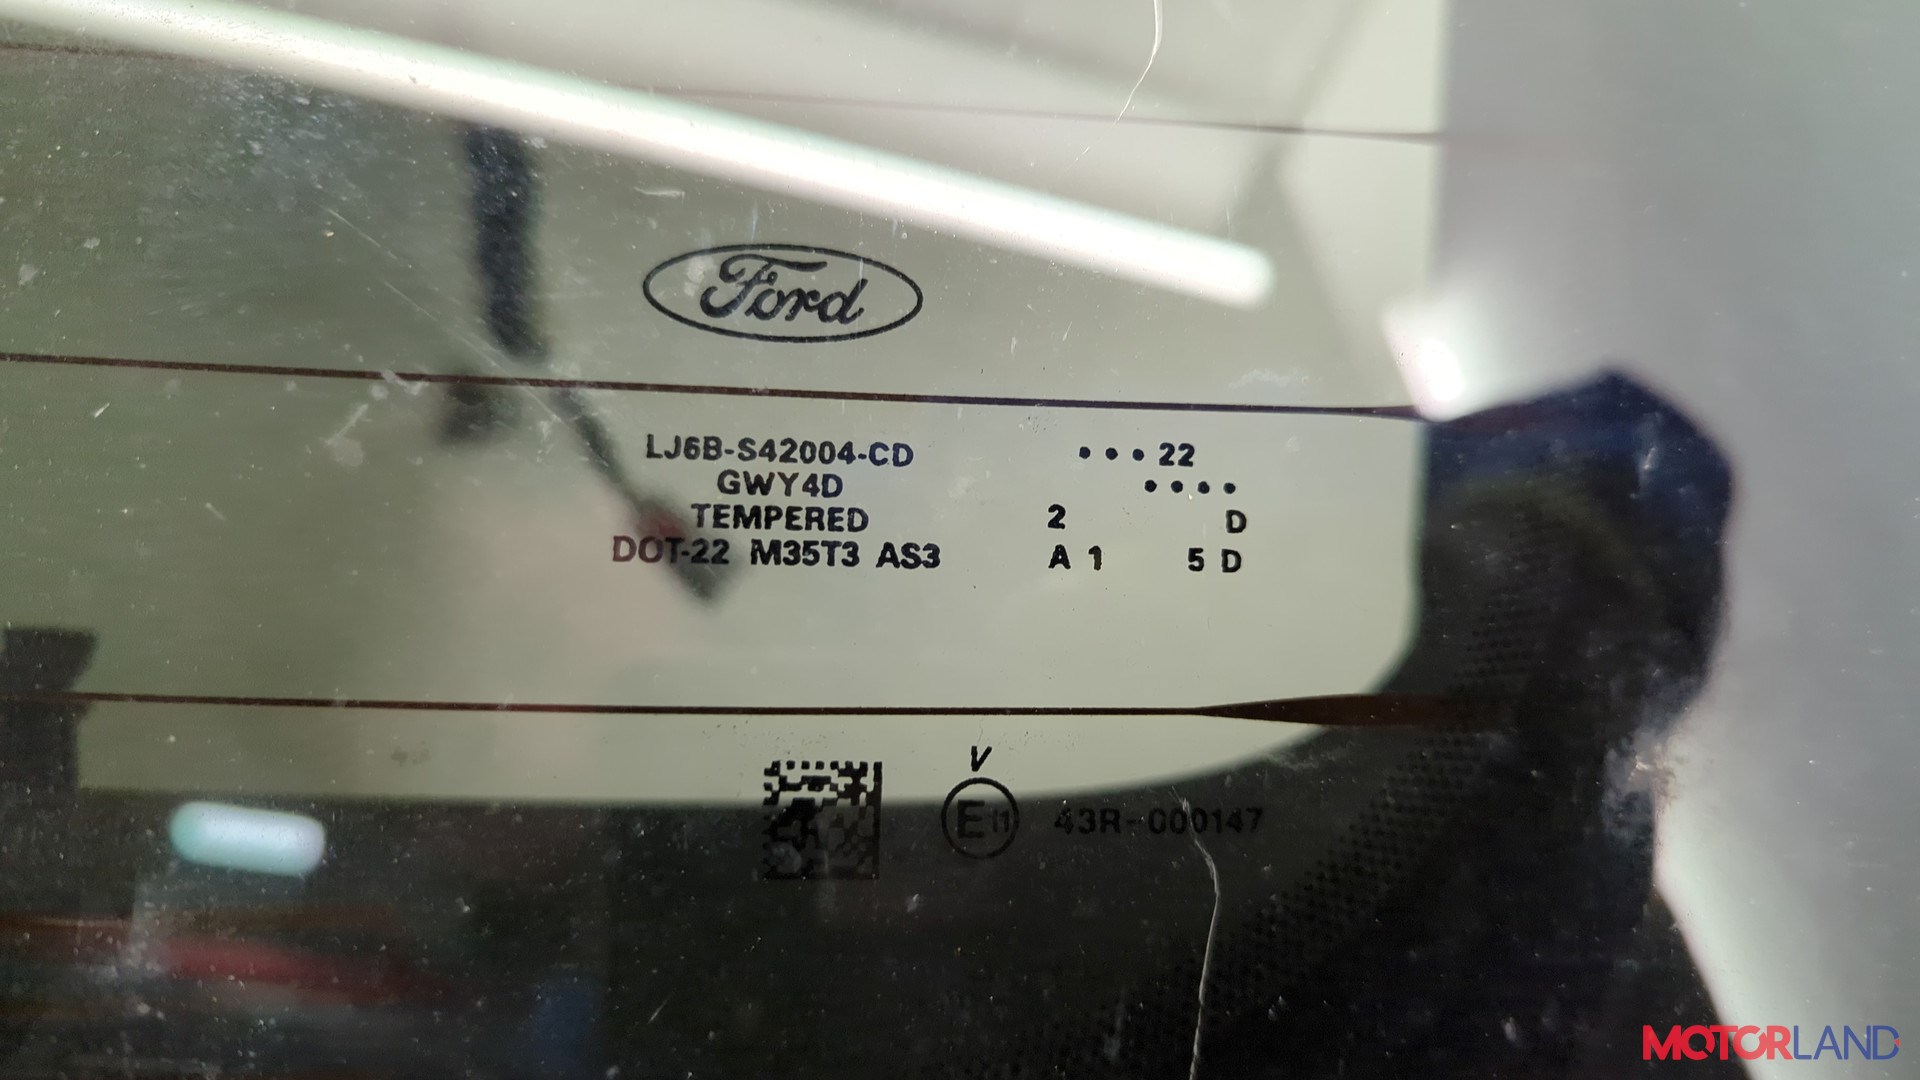 Ford
LJ6B-S42004-CD •••22
GWY4D ••••
TEMPERED 2 D
DOT-22 M35T3 AS3 A 1 5 D
V
E11 43R-000147
MOTORLAND